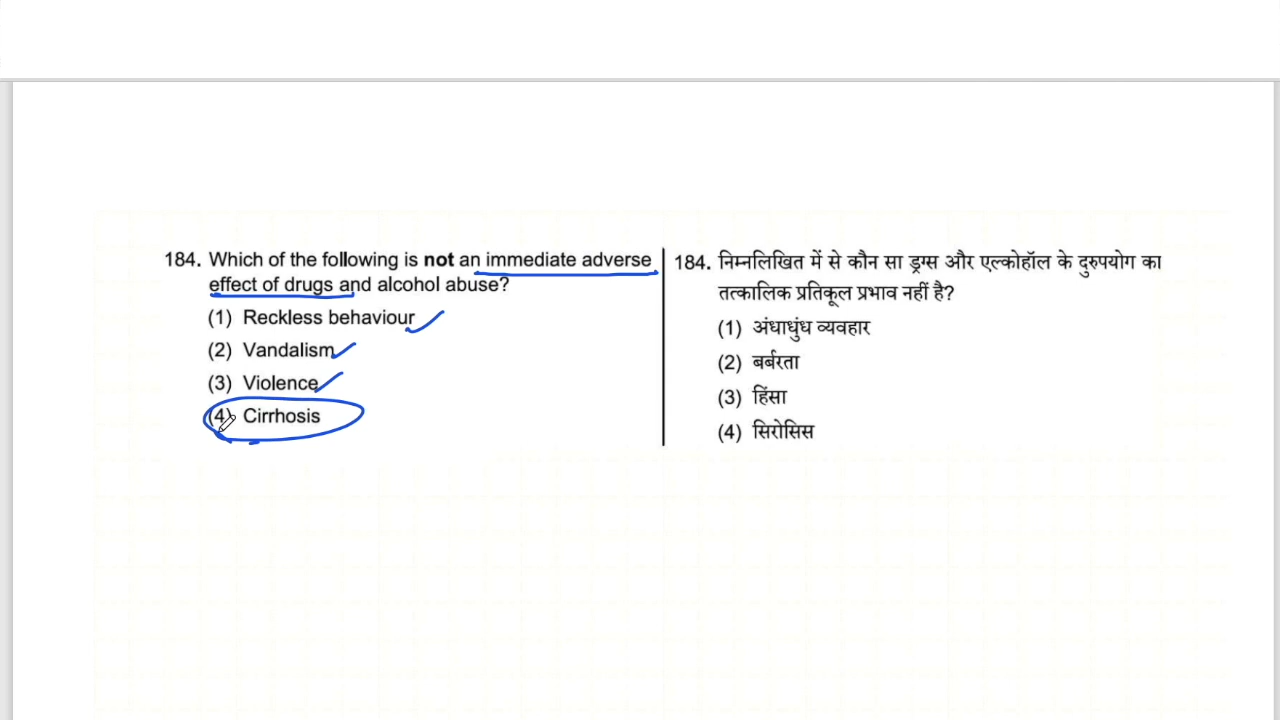 184. Which of the following is not an immediate adverse
effect of drugs and alcohol abuse?
(1) Reckless behaviour
(2) Vandalism
(3) Violence
(4) Cirrhosis
184. निम्नलिखित में से कौन सा ड्रग्स और एल्कोहॉल के दुरुपयोग का
तत्कालिक प्रतिकूल प्रभाव नहीं है?
(1) अंधाधुंध व्यवहार
(2) बर्बरता
(3) हिंसा
(4) सिरोसिस